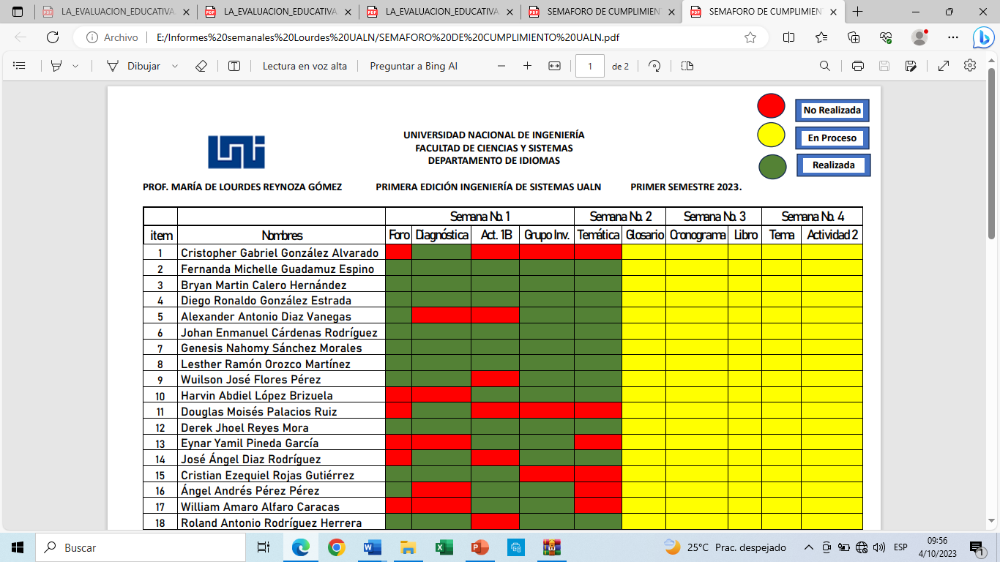 LA_EVALUACION_EDUCATIVA
LA_EVALUACION_EDUCATIVA
LA_EVALUACION_EDUCATIVA
SEMAFORO DE CUMPLIMIEN
SEMAFORO DE CUMPLIMIEN
Archivo E:/Informes%20semanales%20Lourdes%20UALN/SEMAFORO%20DE%20CUMPLIMIENTO%20UALN.pdf
Dibujar Lectura en voz alta Preguntar a Bing AI 1 de 2
No Realizada
En Proceso
Realizada
uni
UNIVERSIDAD NACIONAL DE INGENIERÍA
FACULTAD DE CIENCIAS Y SISTEMAS
DEPARTAMENTO DE IDIOMAS
PROF. MARÍA DE LOURDES REYNOZA GÓMEZ PRIMERA EDICIÓN INGENIERÍA DE SISTEMAS UALN PRIMER SEMESTRE 2023.
Semana No. 1 Semana No. 2 Semana No. 3 Semana No. 4
item Nombres Foro Diagnóstica Act. 1B Grupo Inv. Temática Glosario Cronograma Libro Tema Actividad 2
1 Cristopher Gabriel González Alvarado
2 Fernanda Michelle Guadamuz Espino
3 Bryan Martin Calero Hernández
4 Diego Ronaldo González Estrada
5 Alexander Antonio Diaz Vanegas
6 Johan Enmanuel Cárdenas Rodríguez
7 Genesis Nahomy Sánchez Morales
8 Lesther Ramón Orozco Martínez
9 Wuilson José Flores Pérez
10 Harvin Abdiel López Brizuela
11 Douglas Moisés Palacios Ruiz
12 Derek Jhoel Reyes Mora
13 Eynar Yamil Pineda García
14 José Ángel Diaz Rodríguez
15 Cristian Ezequiel Rojas Gutiérrez
16 Ángel Andrés Pérez Pérez
17 William Amaro Alfaro Caracas
18 Roland Antonio Rodríguez Herrera
Buscar
25°C Prac. despejado
ESP
09:56
4/10/2023
1